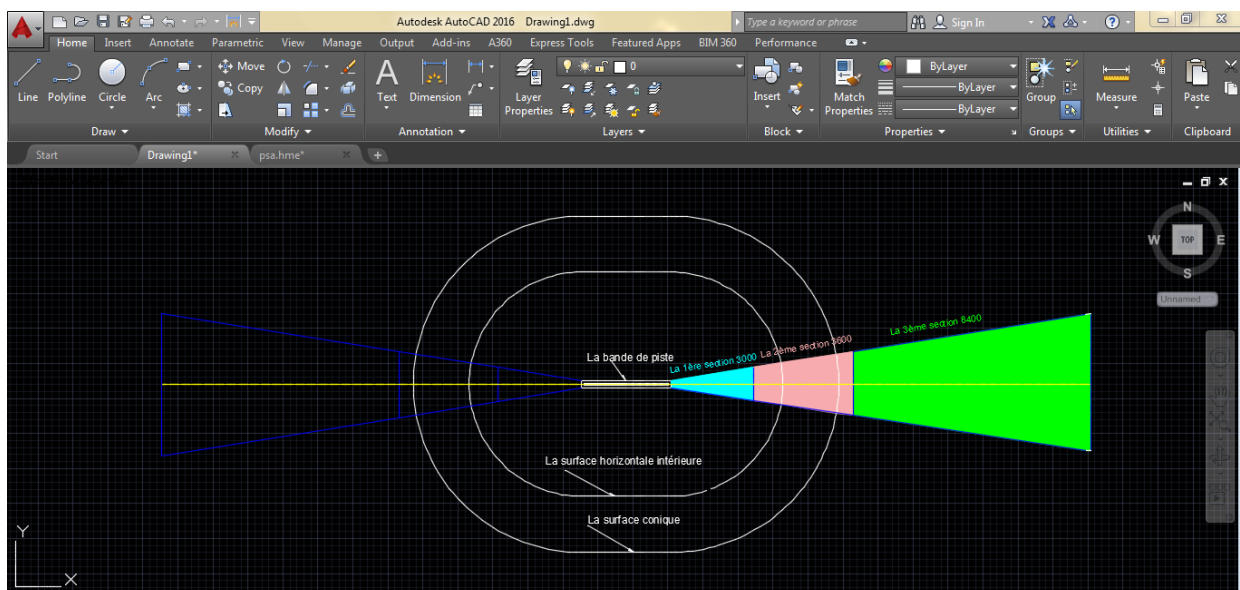 Autodesk AutoCAD 2016 Drawing1.dwg
Type a keyword or phrase
Sign In
Home Insert Annotate Parametric View Manage Output Add-ins A360 Express Tools Featured Apps BIM 360 Performance
Line Polyline Circle Arc
Move
Copy
Text Dimension
Layer Properties
0
Insert
Match Properties
ByLayer
ByLayer
ByLayer
Group
Measure
Paste
Draw Modify Annotation Layers Block Properties Groups Utilities Clipboard
Start Drawing1* psa.hme*
N
W TOP E
S
Unnamed
La 3ème section 8400
La 2ème section 3600
La 1ère section 3000
La bande de piste
La surface horizontale intérieure
La surface conique
Y
X